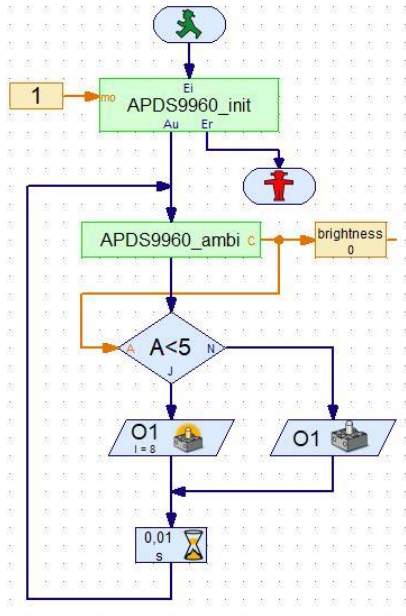 1
mo
Ei
APDS9960_init
Au Er
APDS9960_ambi C
brightness
0
A A<5 N
J
O1
I = 8
O1
0,01
s